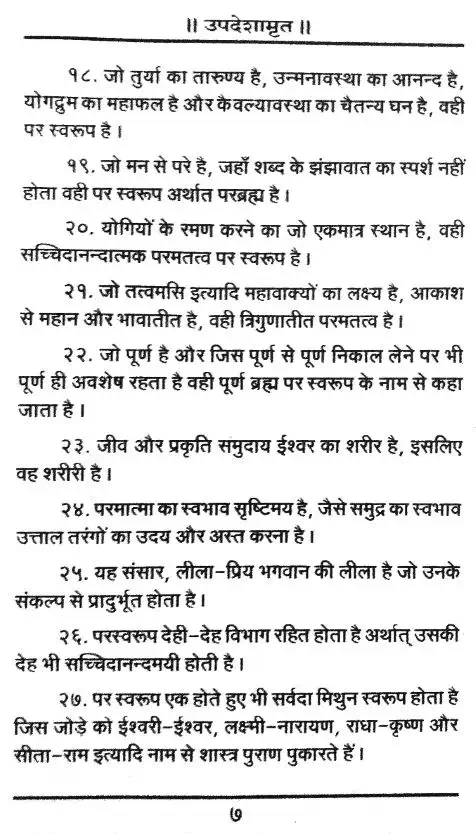 ॥ उपदेशामृत ॥
१८. जो तुर्या का तारुण्य है, उन्मनावस्था का आनन्द है,
योगद्रुम का महाफल है और कैवल्यावस्था का चैतन्य घन है, वही
पर स्वरूप है।
१९. जो मन से परे है, जहाँ शब्द के झंझावात का स्पर्श नहीं
होता वही पर स्वरूप अर्थात परब्रह्म है।
२०. योगियों के रमण करने का जो एकमात्र स्थान है, वही
सच्चिदानन्दात्मक परमतत्व पर स्वरूप है।
२१. जो तत्वमसि इत्यादि महावाक्यों का लक्ष्य है, आकाश
से महान और भावातीत है, वही त्रिगुणातीत परमतत्व है।
२२. जो पूर्ण है और जिस पूर्ण से पूर्ण निकाल लेने पर भी
पूर्ण ही अवशेष रहता है वही पूर्ण ब्रह्म पर स्वरूप के नाम से कहा
जाता है।
२३. जीव और प्रकृति समुदाय ईश्वर का शरीर है, इसलिए
वह शरीरी है।
२४. परमात्मा का स्वभाव सृष्टिमय है, जैसे समुद्र का स्वभाव
उत्ताल तरंगों का उदय और अस्त करना है।
२५. यह संसार, लीला-प्रिय भगवान की लीला है जो उनके
संकल्प से प्रादुर्भूत होता है।
२६. परस्वरूप देही-देह विभाग रहित होता है अर्थात् उसकी
देह भी सच्चिदानन्दमयी होती है।
२७. पर स्वरूप एक होते हुए भी सर्वदा मिथुन स्वरूप होता है
जिस जोड़े को ईश्वरी-ईश्वर, लक्ष्मी-नारायण, राधा-कृष्ण और
सीता-राम इत्यादि नाम से शास्त्र पुराण पुकारते हैं।
७